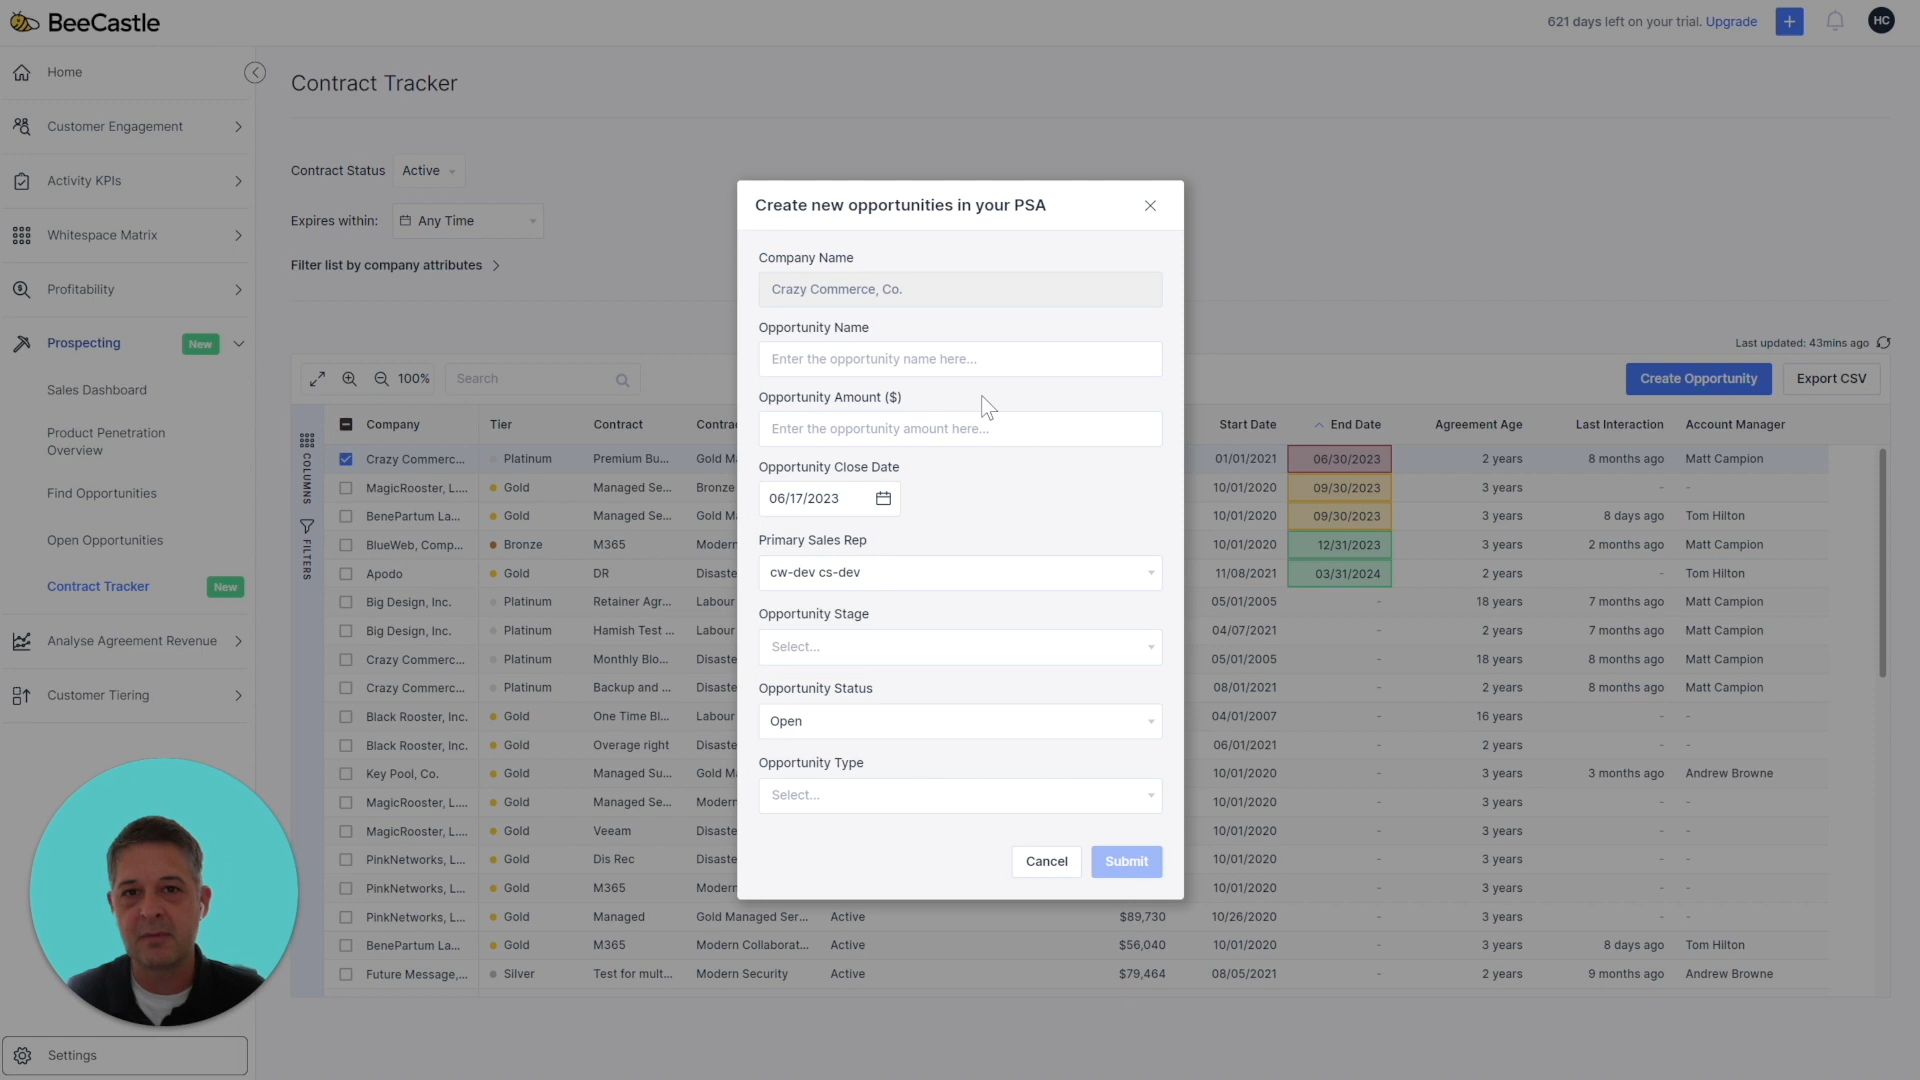 BeeCastle
621 days left on your trial. Upgrade
HC
Home
Customer Engagement
Activity KPIs
Whitespace Matrix
Profitability
Prospecting New
Sales Dashboard
Product Penetration
Overview
Find Opportunities
Open Opportunities
Contract Tracker New
Analyse Agreement Revenue
Customer Tiering
Settings
Contract Tracker
Contract Status Active
Expires within: Any Time
Filter list by company attributes
Last updated: 43mins ago
100% Search
Create Opportunity Export CSV
COLUMNS
FILTERS
Company Tier Contract Contrac Start Date End Date Agreement Age Last Interaction Account Manager
Crazy Commerc... Platinum Premium Bu... Gold M 01/01/2021 06/30/2023 2 years 8 months ago Matt Campion
MagicRooster, L.... Gold Managed Se... Bronze 10/01/2020 09/30/2023 3 years - -
BenePartum La... Gold Managed Se... Gold M 10/01/2020 09/30/2023 3 years 8 days ago Tom Hilton
BlueWeb, Comp... Bronze M365 Modern 10/01/2020 12/31/2023 3 years 2 months ago Matt Campion
Apodo Gold DR Disaste 11/08/2021 03/31/2024 2 years - Tom Hilton
Big Design, Inc. Platinum Retainer Agr... Labour 05/01/2005 - 18 years 7 months ago Matt Campion
Big Design, Inc. Platinum Hamish Test ... Labour 04/07/2021 - 2 years 7 months ago Matt Campion
Crazy Commerc... Platinum Monthly Blo... Disaste 05/01/2005 - 18 years 8 months ago Matt Campion
Crazy Commerc... Platinum Backup and ... Disaste 08/01/2021 - 2 years 8 months ago Matt Campion
Black Rooster, Inc. Gold One Time Bl... Labour 04/01/2007 - 16 years - -
Black Rooster, Inc. Gold Overage right Disaste 06/01/2021 - 2 years - -
Key Pool, Co. Gold Managed Su... Gold M 10/01/2020 - 3 years 3 months ago Andrew Browne
MagicRooster, L.... Gold Managed Se... Modern 10/01/2020 - 3 years - -
MagicRooster, L.... Gold Veeam Disaste 10/01/2020 - 3 years - -
PinkNetworks, L... Gold Dis Rec Disaste 10/01/2020 - 3 years - -
PinkNetworks, L... Gold M365 Modern 10/01/2020 - 3 years - -
PinkNetworks, L... Gold Managed Gold Managed Ser... Active $89,730 10/26/2020 - 3 years - -
BenePartum La... Gold M365 Modern Collaborat... Active $56,040 10/01/2020 - 3 years 8 days ago Tom Hilton
Future Message,... Silver Test for mult... Modern Security Active $79,464 08/05/2021 - 2 years 9 months ago Andrew Browne
Create new opportunities in your PSA
Company Name
Crazy Commerce, Co.
Opportunity Name
Enter the opportunity name here...
Opportunity Amount ($)
Enter the opportunity amount here...
Opportunity Close Date
06/17/2023
Primary Sales Rep
cw-dev cs-dev
Opportunity Stage
Select...
Opportunity Status
Open
Opportunity Type
Select...
Cancel Submit